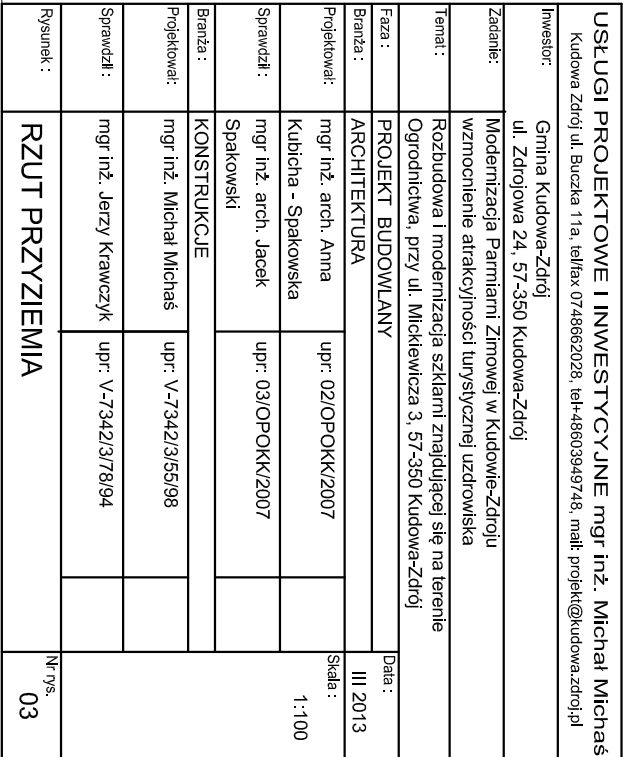 USŁUGI PROJEKTOWE I INWESTYCYJNE mgr inż. Michał Michaś
Kudowa Zdrój ul. Buczka 11a, tel/fax 0748662028, tel+48603949748, mail: projekt@kudowa.zdroj.pl
Inwestor:
Gmina Kudowa-Zdrój
ul. Zdrojowa 24, 57-350 Kudowa-Zdrój
Zadanie:
Modernizacja Parmiarni Zimowej w Kudowie-Zdroju
wzmocnienie atrakcyjności turystycznej uzdrowiska
Temat :
Rozbudowa i modernizacja szklarni znajdującej się na terenie
Ogrodnictwa, przy ul. Mickiewicza 3, 57-350 Kudowa-Zdrój
Faza :
PROJEKT BUDOWLANY
Data :
III 2013
Branża :
ARCHITEKTURA
Skala :
1:100
Projektował:
mgr inż. arch. Anna
Kubicha - Spakowska
upr: 02/OPOKK/2007
Sprawdził :
mgr inż. arch. Jacek
Spakowski
upr: 03/OPOKK/2007
Branża :
KONSTRUKCJE
Projektował:
mgr inż. Michał Michaś
upr: V-7342/3/55/98
Sprawdził :
mgr inż. Jerzy Krawczyk
upr: V-7342/3/78/94
Rysunek :
RZUT PRZYZIEMIA
Nr rys.
03